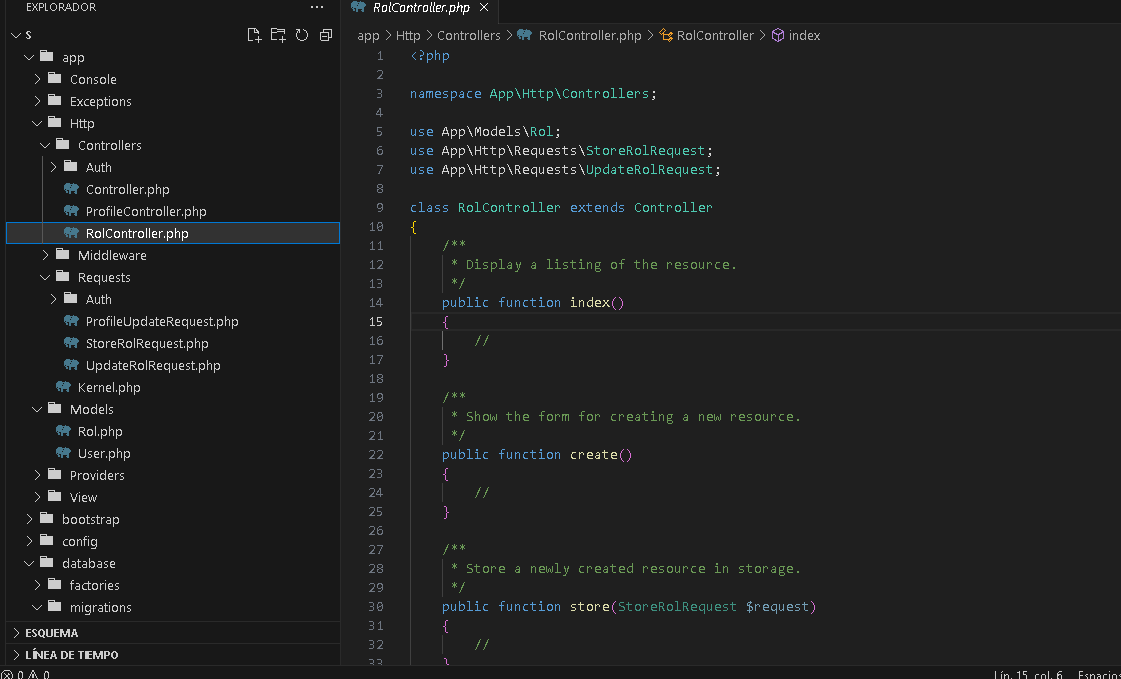 EXPLORADOR
S
app
Console
Exceptions
Http
Controllers
Auth
Controller.php
ProfileController.php
RolController.php
Middleware
Requests
Auth
ProfileUpdateRequest.php
StoreRolRequest.php
UpdateRolRequest.php
Kernel.php
Models
Rol.php
User.php
Providers
View
bootstrap
config
database
factories
migrations
ESQUEMA
LÍNEA DE TIEMPO
RolController.php
app > Http > Controllers > RolController.php > RolController > index
1 <?php
2
3 namespace App\Http\Controllers;
4
5 use App\Models\Rol;
6 use App\Http\Requests\StoreRolRequest;
7 use App\Http\Requests\UpdateRolRequest;
8
9 class RolController extends Controller
10 {
11 /**
12 * Display a listing of the resource.
13 */
14 public function index()
15 {
16 //
17 }
18
19 /**
20 * Show the form for creating a new resource.
21 */
22 public function create()
23 {
24 //
25 }
26
27 /**
28 * Store a newly created resource in storage.
29 */
30 public function store(StoreRolRequest $request)
31 {
32 //
33 }
0 0
Lín. 15, col. 6 Espacios